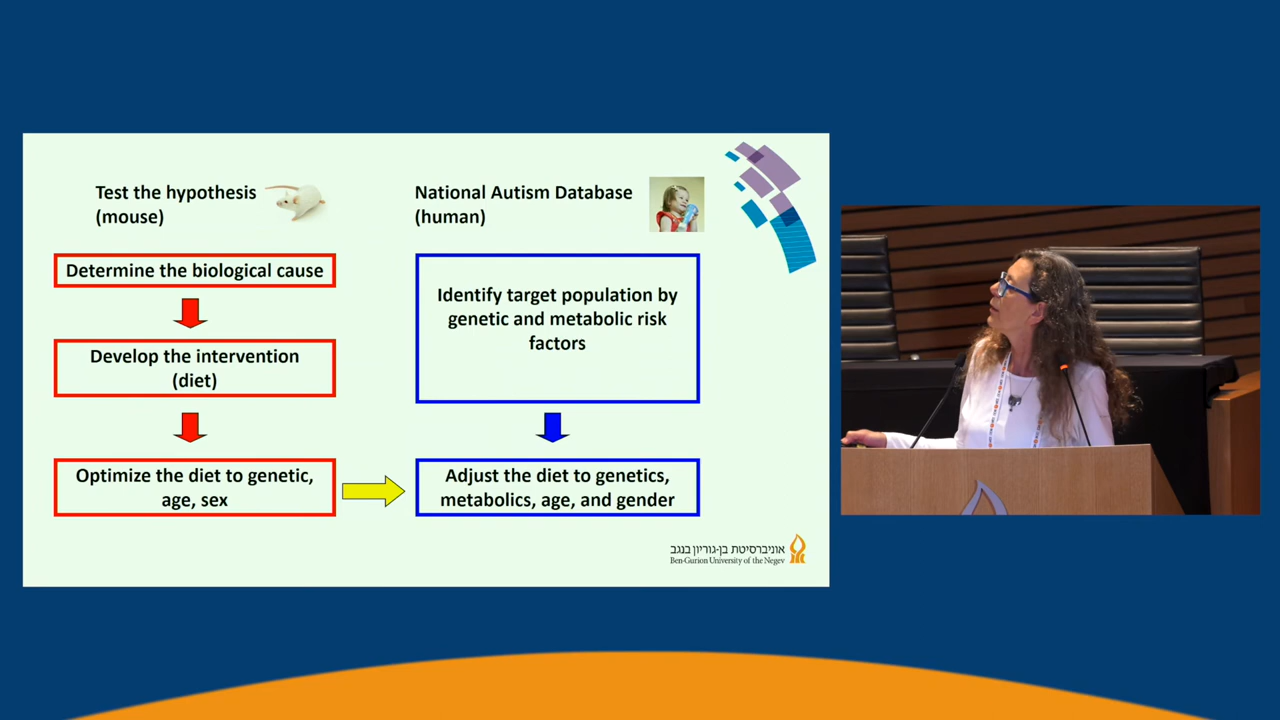 Test the hypothesis
(mouse)
Determine the biological cause
Develop the intervention
(diet)
Optimize the diet to genetic,
age, sex
National Autism Database
(human)
Identify target population by
genetic and metabolic risk
factors
Adjust the diet to genetics,
metabolics, age, and gender
אוניברסיטת בן-גוריון בנגב
Ben-Gurion University of the Negev